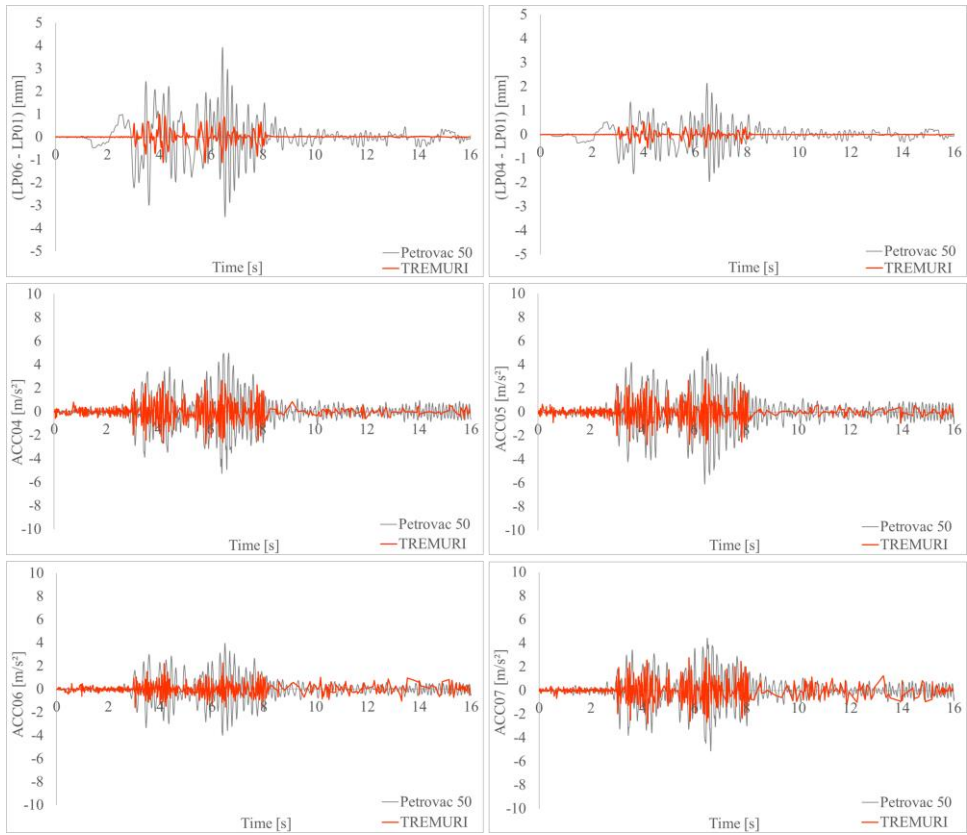 5
4
3
2
1
0
-1
-2
-3
-4
-5
0 2 4 6 8 10 12 14 16
(LP06 - LP01) [mm]
Time [s]
Petrovac 50
TREMURI
5
4
3
2
1
0
-1
-2
-3
-4
-5
0 2 4 6 8 10 12 14 16
(LP04 - LP01) [mm]
Time [s]
Petrovac 50
TREMURI
10
8
6
4
2
0
-2
-4
-6
-8
-10
0 2 4 6 8 10 12 14 16
ACC04 [m/s²]
Time [s]
Petrovac 50
TREMURI
10
8
6
4
2
0
-2
-4
-6
-8
-10
0 2 4 6 8 10 12 14 16
ACC05 [m/s²]
Time [s]
Petrovac 50
TREMURI
10
8
6
4
2
0
-2
-4
-6
-8
-10
0 2 4 6 8 10 12 14 16
ACC06 [m/s²]
Time [s]
Petrovac 50
TREMURI
10
8
6
4
2
0
-2
-4
-6
-8
-10
0 2 4 6 8 10 12 14 16
ACC07 [m/s²]
Time [s]
Petrovac 50
TREMURI